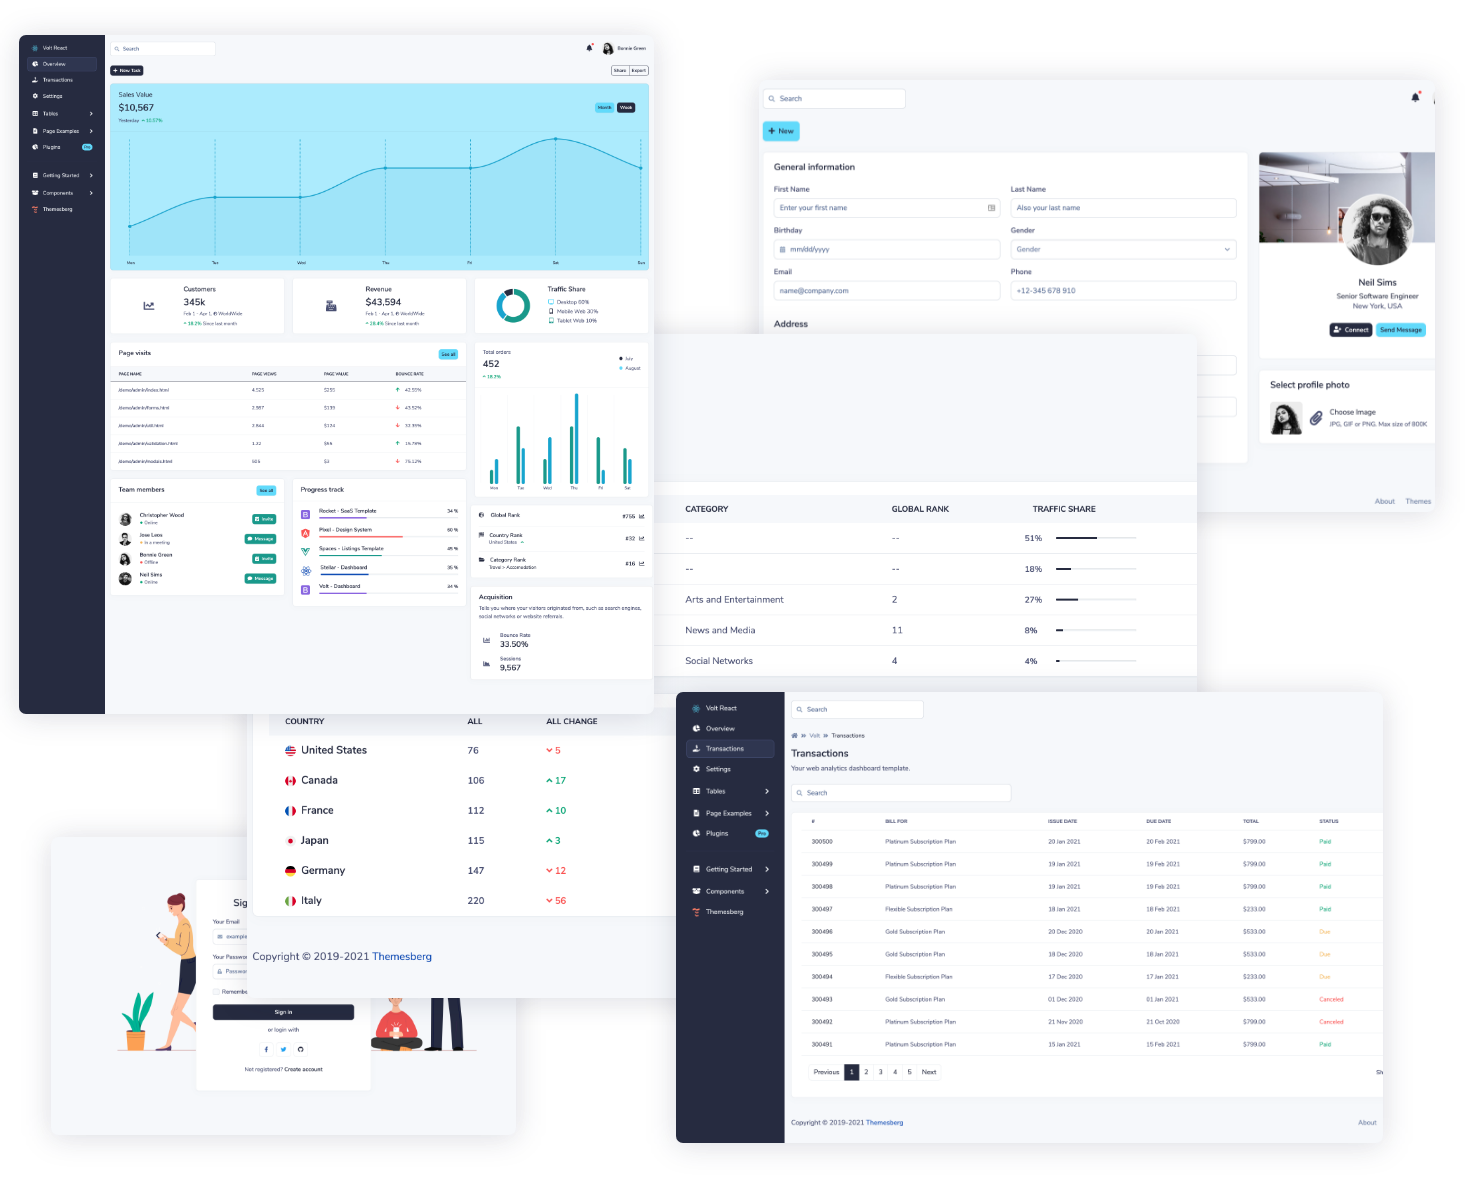 Volt React
Overview
Transactions
Settings
Tables
Page Examples
Plugins
Pro
Getting Started
Components
Themesberg
Search
Bonnie Green
+ New Task
Share Export
Sales Value
$10,567
Yesterday 10.57%
Month Week
Mon Tue Wed Thu Fri Sat Sun
Customers
345k
Feb 1 - Apr 1, WorldWide
18.2% Since last month
Revenue
$43,594
Feb 1 - Apr 1, WorldWide
28.4% Since last month
Traffic Share
Desktop 60%
Mobile Web 30%
Tablet Web 10%
Page visits
See all
PAGE NAME PAGE VIEWS PAGE VALUE BOUNCE RATE
/demo/admin/index.html 4,525 $255 42.55%
/demo/admin/forms.html 2,987 $139 43.52%
/demo/admin/util.html 2,844 $124 32.35%
/demo/admin/validation.html $55
/demo/admin/modals.html 505 $3 75.12%
Total orders
452
18.2%
July
August
Mon Tue Wed Thu Fri Sat
Team members
See all
Christopher Wood
Online
Invite
Jose Leos
In a meeting
Message
Bonnie Green
Offline
Invite
Neil Sims
Online
Message
Progress track
Rocket - SaaS Template 34 %
Pixel - Design System 60 %
Spaces - Listings Template 45 %
Stellar - Dashboard 35 %
Volt - Dashboard 34 %
Global Rank #755
Country Rank
United States
#32
Category Rank
Travel > Accomodation
#16
Acquisition
Tells you where your visitors originated from, such as search engines,
social networks or website referrals.
Bounce Rate
33.50%
Sessions
9,567
Search
+ New
General information
First Name
Enter your first name
Last Name
Also your last name
Birthday
mm/dd/yyyy
Gender
Gender
Email
name@company.com
Phone
+12-345 678 910
Address
Neil Sims
Senior Software Engineer
New York, USA
Connect
Send Message
Select profile photo
Choose Image
JPG, GIF or PNG. Max size of 800K
About Themes
CATEGORY GLOBAL RANK TRAFFIC SHARE
-- -- 51%
-- -- 18%
Arts and Entertainment 2 27%
News and Media 11 8%
Social Networks 4 4%
COUNTRY ALL ALL CHANGE
United States 76 5
Canada 106 17
France 112 10
Japan 115 3
Germany 147 12
Italy 220 56
Copyright © 2019-2021 Themesberg
Sig
Your Email
example
Your Passwor
Passwor
Remembe
Sign in
or login with
Not registered? Create account
Volt React
Overview
Transactions
Settings
Tables
Page Examples
Plugins
Pro
Getting Started
Components
Themesberg
Search
Volt Transactions
Transactions
Your web analytics dashboard template.
Search
# BILL FOR ISSUE DATE DUE DATE TOTAL STATUS
300500 Platinum Subscription Plan 20 Jan 2021 20 Feb 2021 $799.00 Paid
300499 Platinum Subscription Plan 19 Jan 2021 19 Feb 2021 $799.00 Paid
300498 Platinum Subscription Plan 19 Jan 2021 19 Feb 2021 $799.00 Paid
300497 Flexible Subscription Plan 18 Jan 2021 18 Feb 2021 $233.00 Paid
300496 Gold Subscription Plan 20 Dec 2020 20 Jan 2021 $533.00 Due
300495 Gold Subscription Plan 18 Dec 2020 18 Jan 2021 $533.00 Due
300494 Flexible Subscription Plan 17 Dec 2020 17 Jan 2021 $233.00 Due
300493 Gold Subscription Plan 01 Dec 2020 01 Jan 2021 $533.00 Canceled
300492 Platinum Subscription Plan 21 Nov 2020 21 Oct 2020 $799.00 Canceled
300491 Platinum Subscription Plan 15 Jan 2021 15 Feb 2021 $799.00 Paid
Previous 1 2 3 4 5 Next
Sh
Copyright © 2019-2021 Themesberg
About